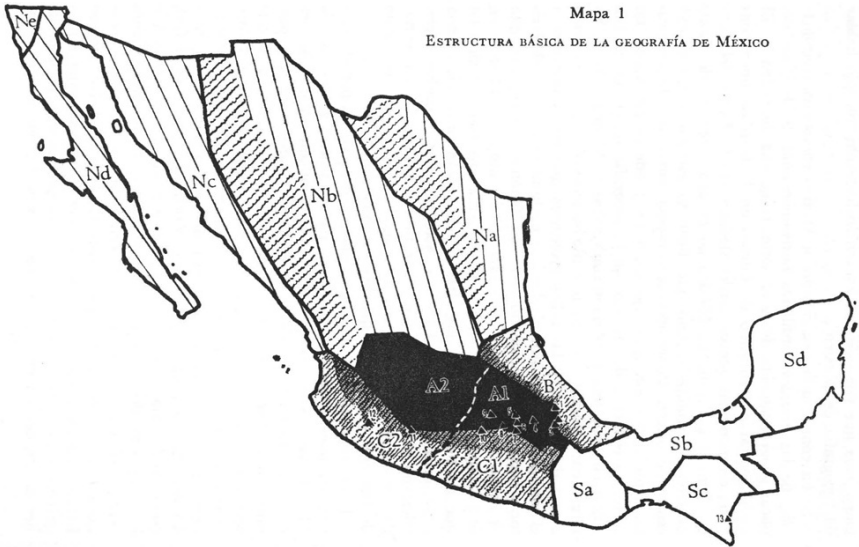 Mapa 1
ESTRUCTURA BÁSICA DE LA GEOGRAFÍA DE MÉXICO
Ne
Nd
Nc
Nb
Na
A2
A1
B
C2
C1
Sa
Sb
Sc
Sd
13